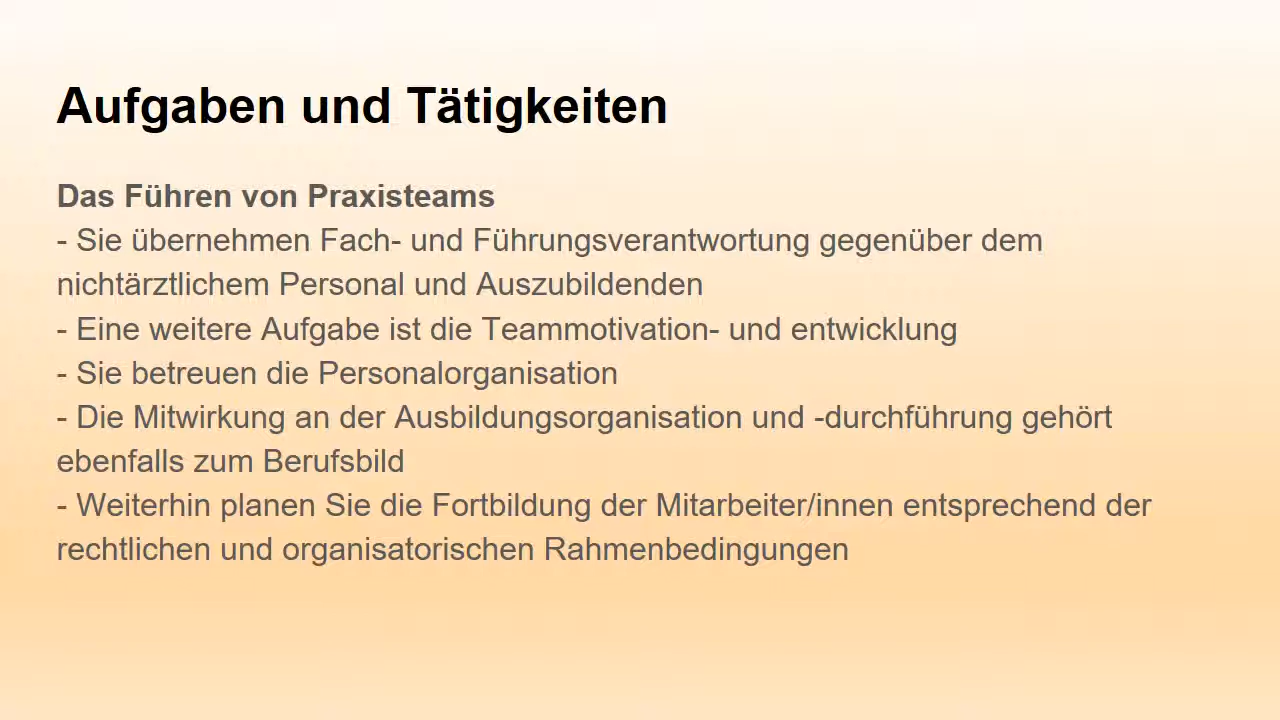 Aufgaben und Tätigkeiten
Das Führen von Praxisteams
- Sie übernehmen Fach- und Führungsverantwortung gegenüber dem
nichtärztlichem Personal und Auszubildenden
- Eine weitere Aufgabe ist die Teammotivation- und entwicklung
- Sie betreuen die Personalorganisation
- Die Mitwirkung an der Ausbildungsorganisation und -durchführung gehört
ebenfalls zum Berufsbild
- Weiterhin planen Sie die Fortbildung der Mitarbeiter/innen entsprechend der
rechtlichen und organisatorischen Rahmenbedingungen